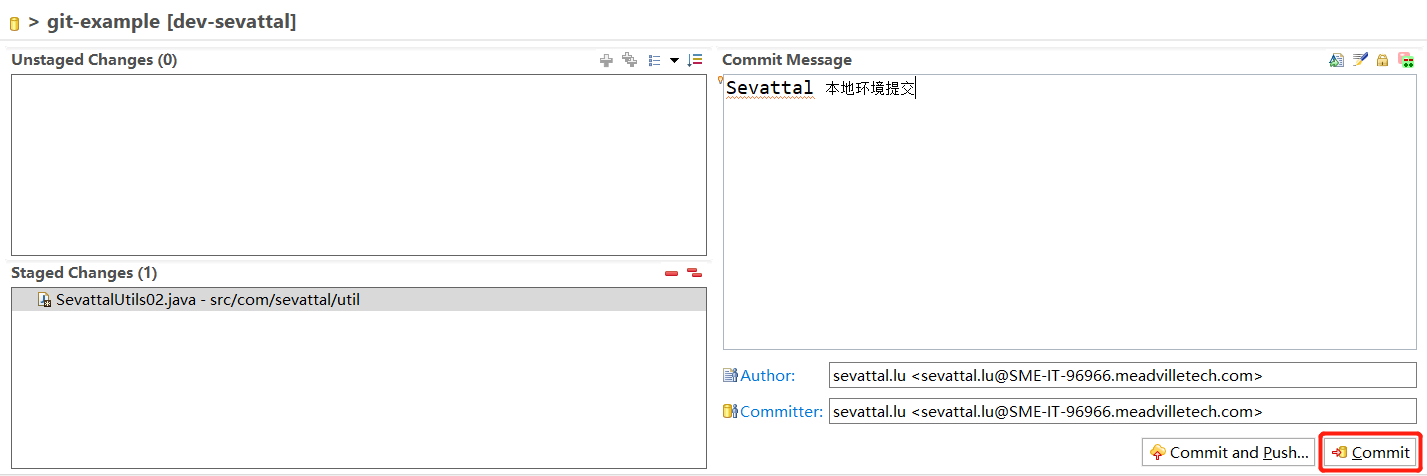 > git-example [dev-sevattal]
Unstaged Changes (0)
Staged Changes (1)
SevattalUtils02.java - src/com/sevattal/util
Commit Message
Sevattal 本地环境提交
Author: sevattal.lu <sevattal.lu@SME-IT-96966.meadvilletech.com>
Committer: sevattal.lu <sevattal.lu@SME-IT-96966.meadvilletech.com>
Commit and Push... Commit